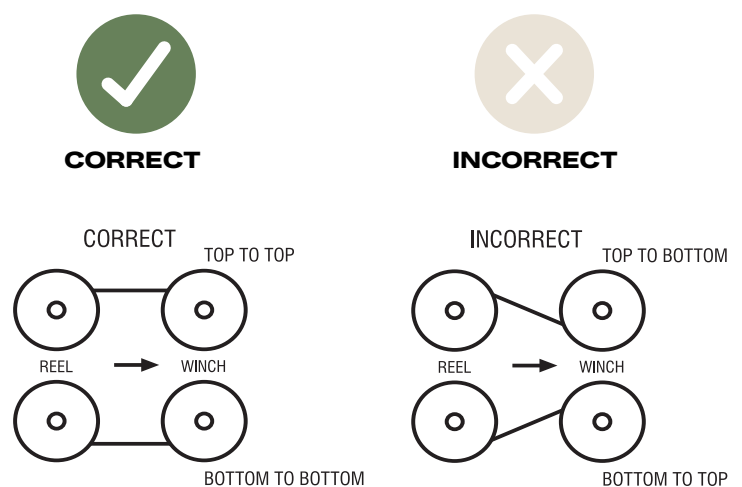 CORRECT
INCORRECT
CORRECT
TOP TO TOP
REEL
WINCH
BOTTOM TO BOTTOM
INCORRECT
TOP TO BOTTOM
REEL
WINCH
BOTTOM TO TOP